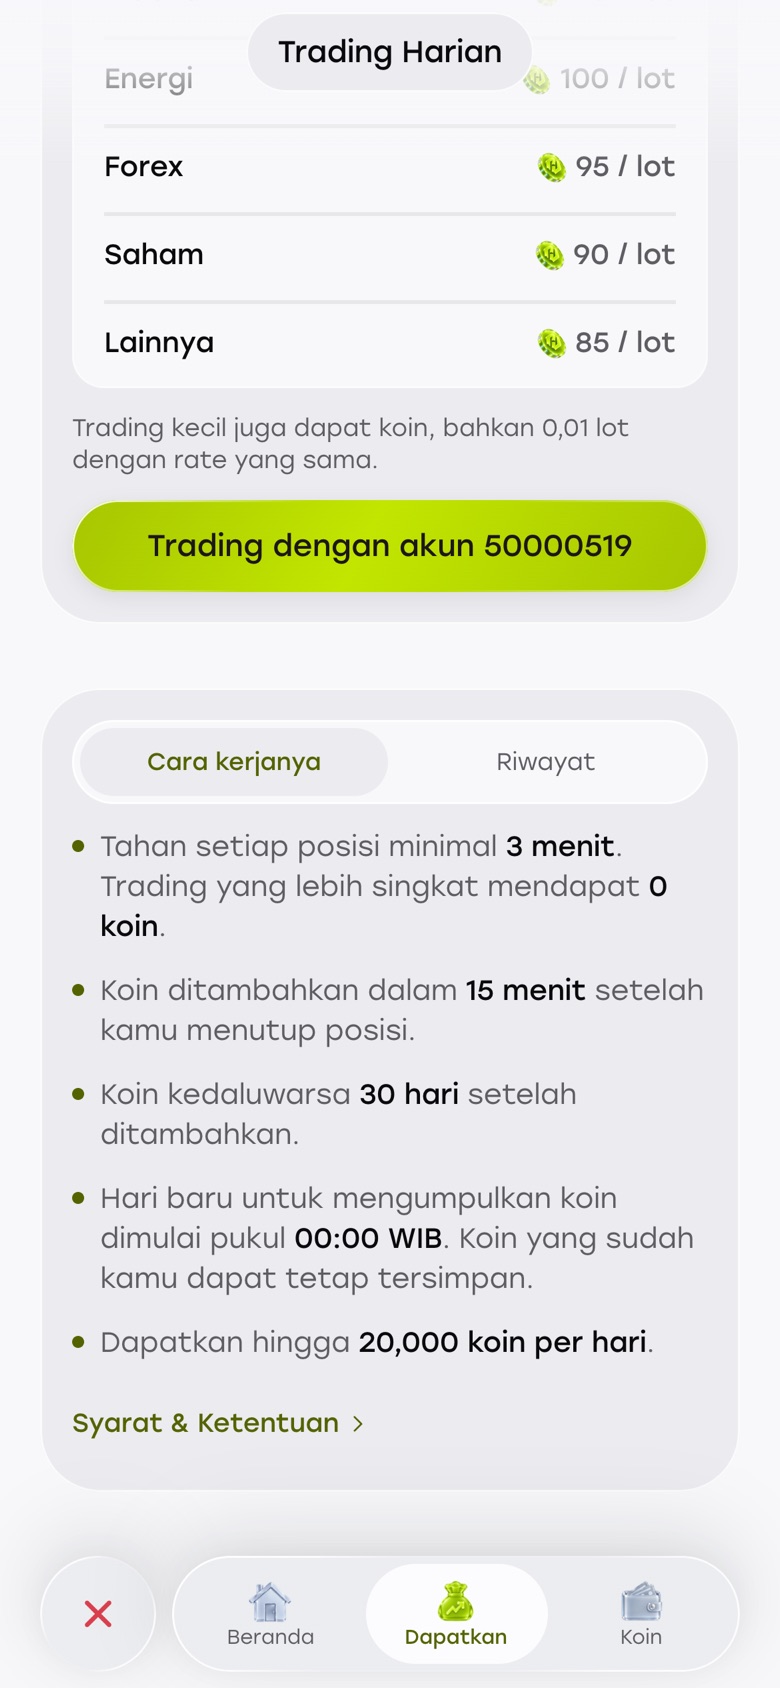 Trading Harian
Energi 100 / lot
Forex 95 / lot
Saham 90 / lot
Lainnya 85 / lot
Trading kecil juga dapat koin, bahkan 0,01 lot
dengan rate yang sama.
Trading dengan akun 50000519
Cara kerjanya Riwayat
Tahan setiap posisi minimal 3 menit.
Trading yang lebih singkat mendapat 0
koin.
Koin ditambahkan dalam 15 menit setelah
kamu menutup posisi.
Koin kedaluwarsa 30 hari setelah
ditambahkan.
Hari baru untuk mengumpulkan koin
dimulai pukul 00:00 WIB. Koin yang sudah
kamu dapat tetap tersimpan.
Dapatkan hingga 20,000 koin per hari.
Syarat & Ketentuan
Beranda Dapatkan Koin